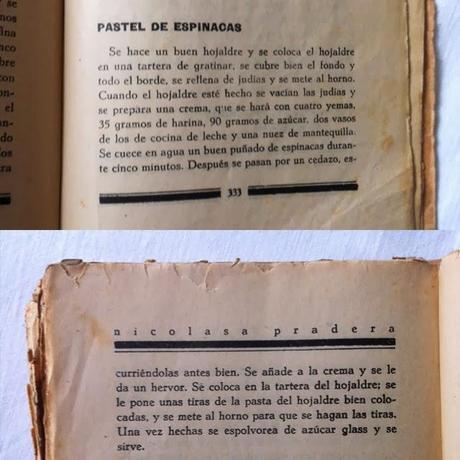 PASTEL DE ESPINACAS
Se hace un buen hojaldre y se coloca el hojaldre
en una tartera de gratinar, se cubre bien el fondo y
todo el borde, se rellena de judías y se mete al horno.
Cuando el hojaldre esté hecho se vacían las judías y
se prepara una crema, que se hará con cuatro yemas,
35 gramos de harina, 90 gramos de azúcar, dos vasos
de los de cocina de leche y una nuez de mantequilla.
Se cuece en agua un buen puñado de espinacas duran-
te cinco minutos. Después se pasan por un cedazo, es-
333
nicolasa pradera
curriéndolas antes bien. Se añade a la crema y se le
da un hervor. Se coloca en la tartera del hojaldre; se
le pone unas tiras de la pasta del hojaldre bien colo-
cadas, y se mete al horno para que se hagan las tiras.
Una vez hechas se espolvorea de azúcar glass y se
sirve.